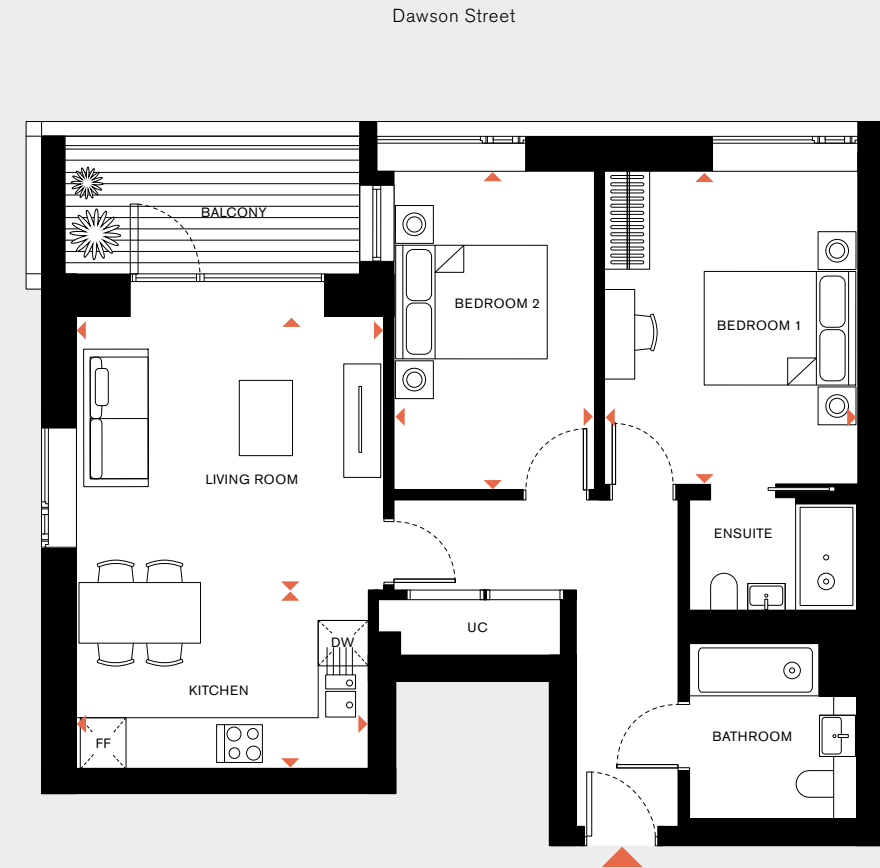 Dawson Street
BALCONY
BEDROOM 2
BEDROOM 1
LIVING ROOM
ENSUITE
UC
DW
KITCHEN
FF
BATHROOM